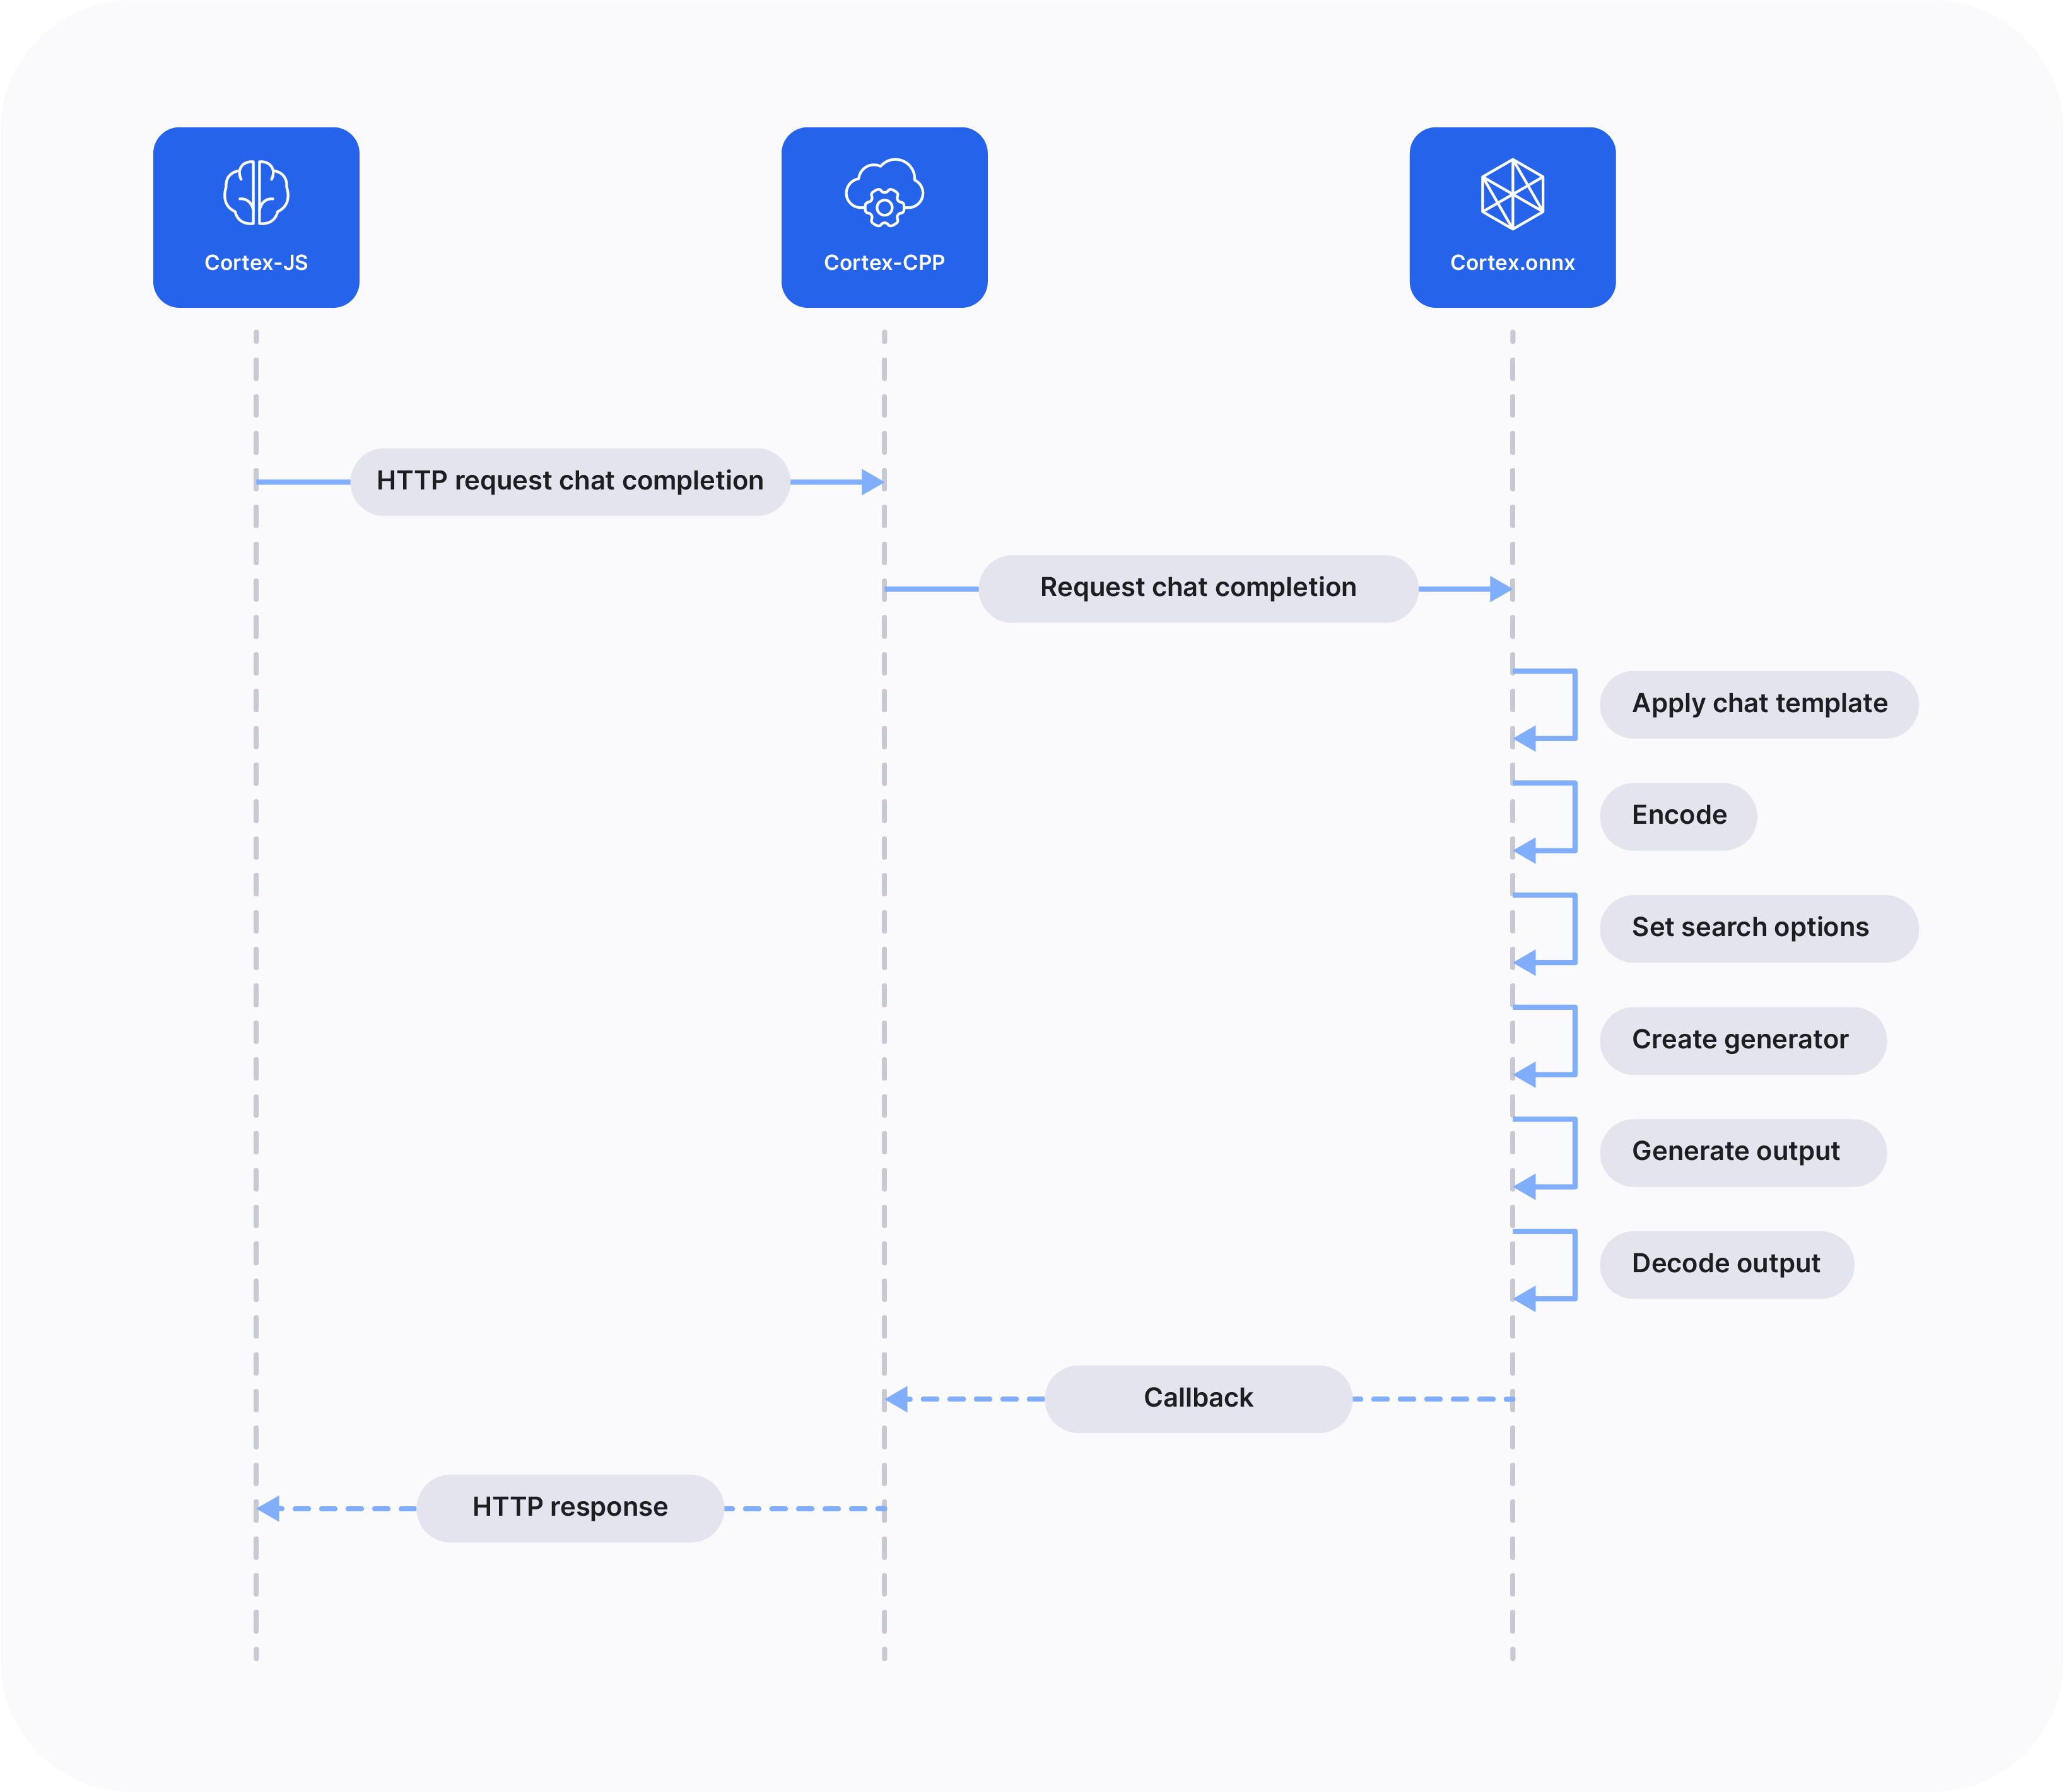 Cortex-JS
Cortex-CPP
Cortex.onnx
HTTP request chat completion
Request chat completion
Apply chat template
Encode
Set search options
Create generator
Generate output
Decode output
Callback
HTTP response